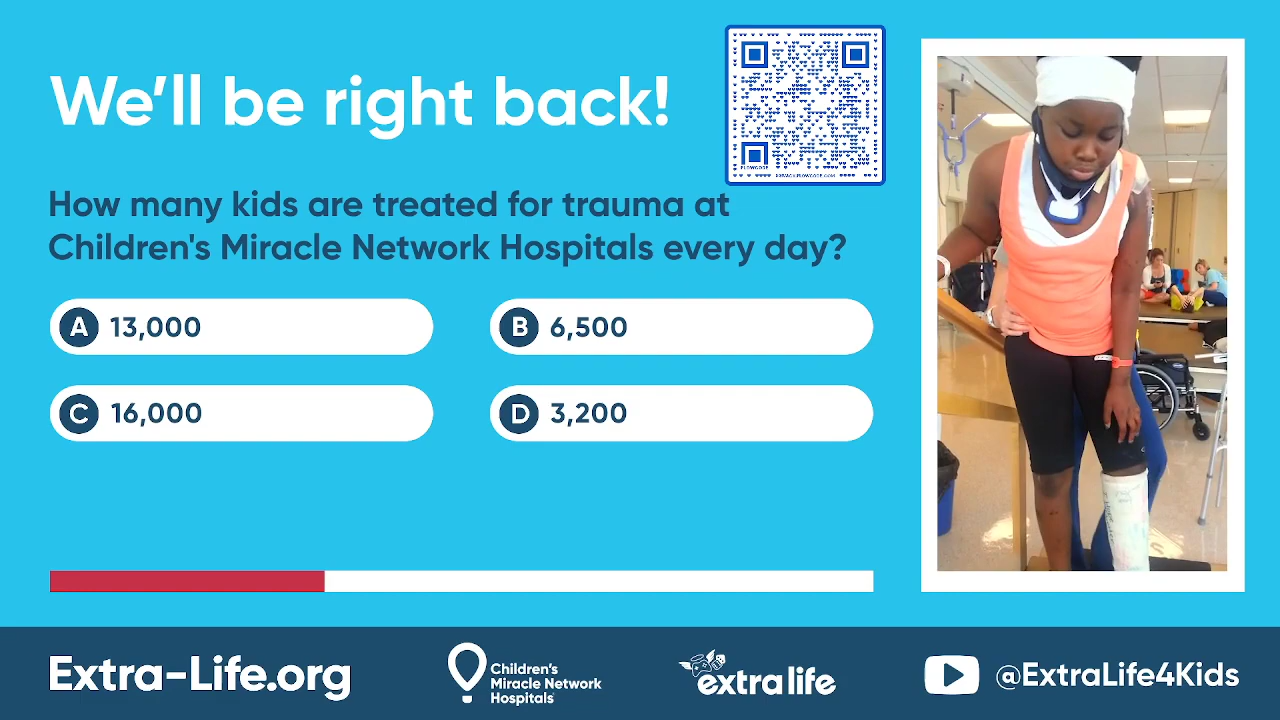 We'll be right back!
FLOWCODE
How many kids are treated for trauma at
Children's Miracle Network Hospitals every day?
A 13,000
B 6,500
C 16,000
D 3,200
Extra-Life.org
Children's
Miracle Network
Hospitals
extra life
@ExtraLife4Kids